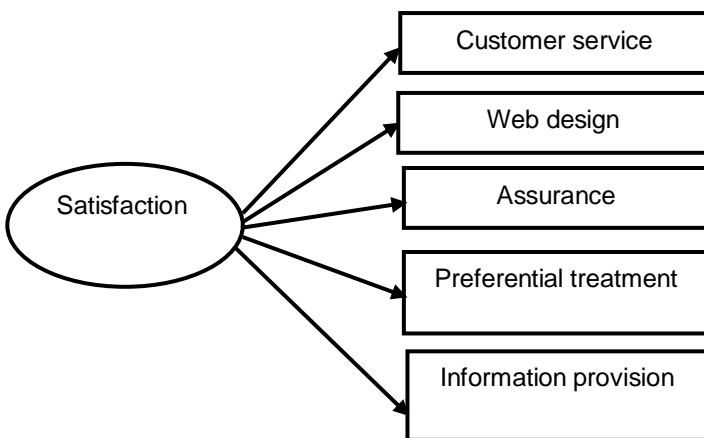 Customer service
Web design
Satisfaction
Assurance
Preferential treatment
Information provision